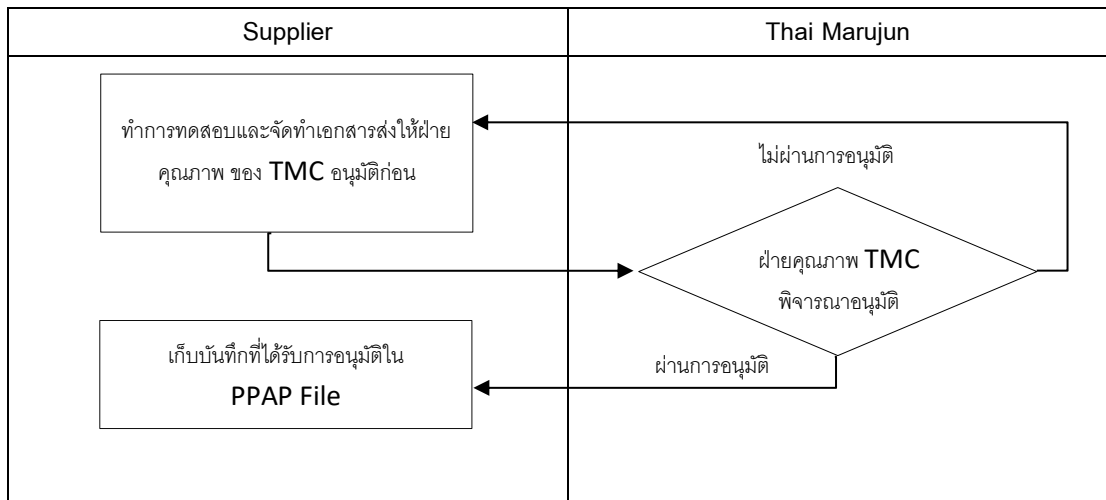 Supplier
Thai Marujun
ทำการทดสอบและจัดทำเอกสารส่งให้ฝ่าย
คุณภาพ ของ TMC อนุมัติก่อน
ไม่ผ่านการอนุมัติ
ฝ่ายคุณภาพ TMC
พิจารณาอนุมัติ
ผ่านการอนุมัติ
เก็บบันทึกที่ได้รับการอนุมัติใน
PPAP File